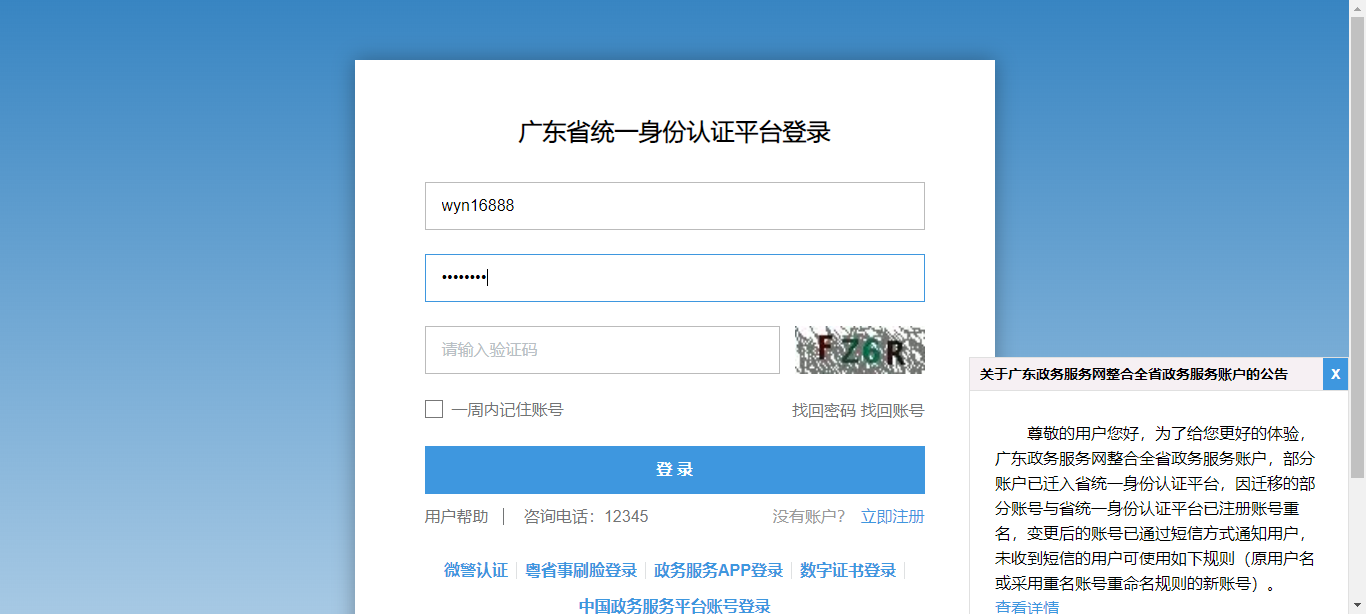 广东省统一身份认证平台登录
wyn16888
••••••••
请输入验证码
FZ6R
一周内记住账号
找回密码 找回账号
登 录
用户帮助 | 咨询电话：12345
没有账户？ 立即注册
微警认证 | 粤省事刷脸登录 | 政务服务APP登录 | 数字证书登录 |
中国政务服务平台账号登录
关于广东政务服务网整合全省政务服务账户的公告
X
尊敬的用户您好，为了给您更好的体验，
广东政务服务网整合全省政务服务账户，部分
账户已迁入省统一身份认证平台，因迁移的部
分账号与省统一身份认证平台已注册账号重
名，变更后的账号已通过短信方式通知用户，
未收到短信的用户可使用如下规则（原用户名
或采用重名账号重命名规则的新账号）。
查看详情